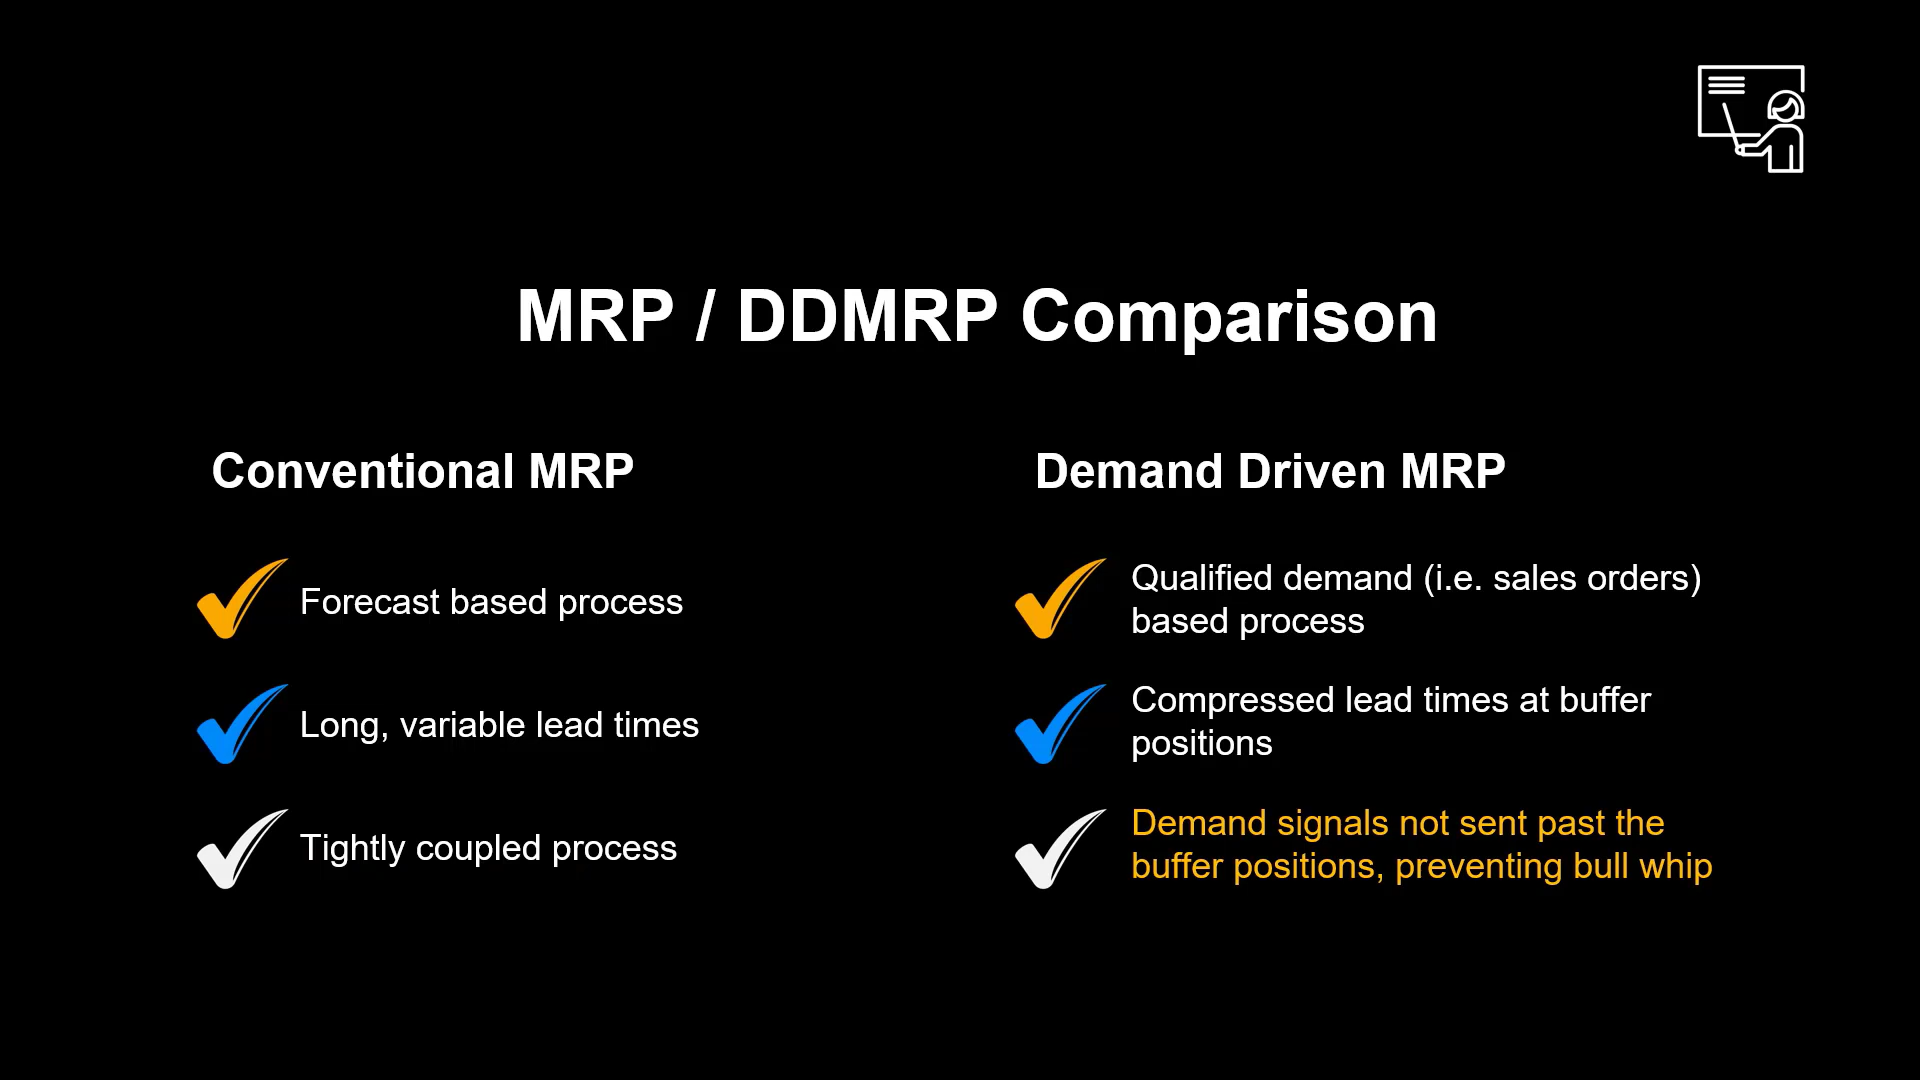 MRP / DDMRP Comparison
Conventional MRP
Forecast based process
Long, variable lead times
Tightly coupled process
Demand Driven MRP
Qualified demand (i.e. sales orders)
based process
Compressed lead times at buffer
positions
Demand signals not sent past the
buffer positions, preventing bull whip